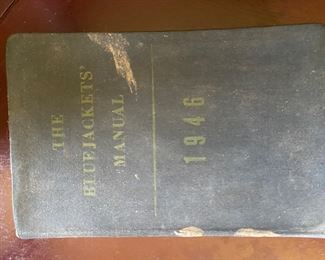 THE
BLUEJACKETS'
MANUAL
1946